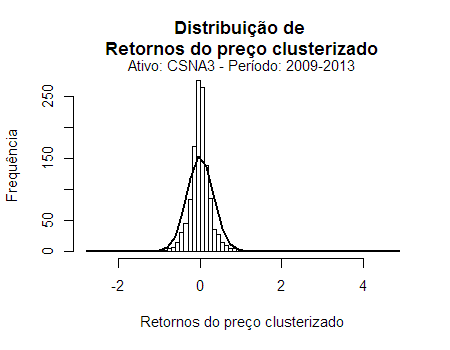 Distribuição de
Retornos do preço clusterizado
Ativo: CSNA3 - Período: 2009-2013
Frequência
250
150
50
0
-2
0
2
4
Retornos do preço clusterizado